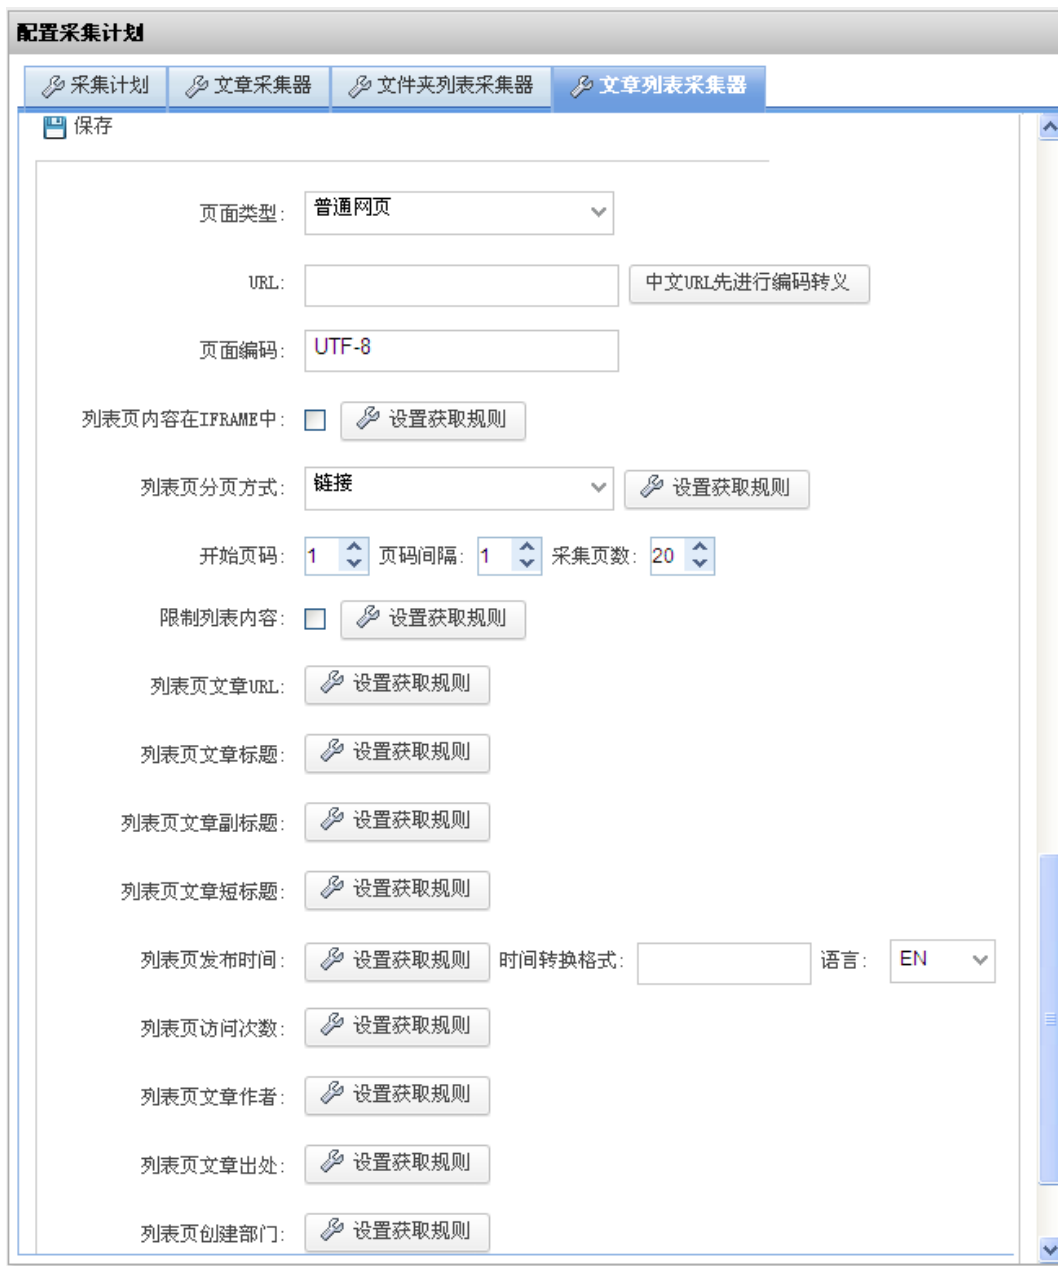 配置采集计划
采集计划 文章采集器 文件夹列表采集器 文章列表采集器
保存
页面类型: 普通网页
URL: 中文URL先进行编码转义
页面编码: UTF-8
列表页内容在IFRAME中: 设置获取规则
列表页分页方式: 链接 设置获取规则
开始页码: 1 页码间隔: 1 采集页数: 20
限制列表内容: 设置获取规则
列表页文章URL: 设置获取规则
列表页文章标题: 设置获取规则
列表页文章副标题: 设置获取规则
列表页文章短标题: 设置获取规则
列表页发布时间: 设置获取规则 时间转换格式: 语言: EN
列表页访问次数: 设置获取规则
列表页文章作者: 设置获取规则
列表页文章出处: 设置获取规则
列表页创建部门: 设置获取规则